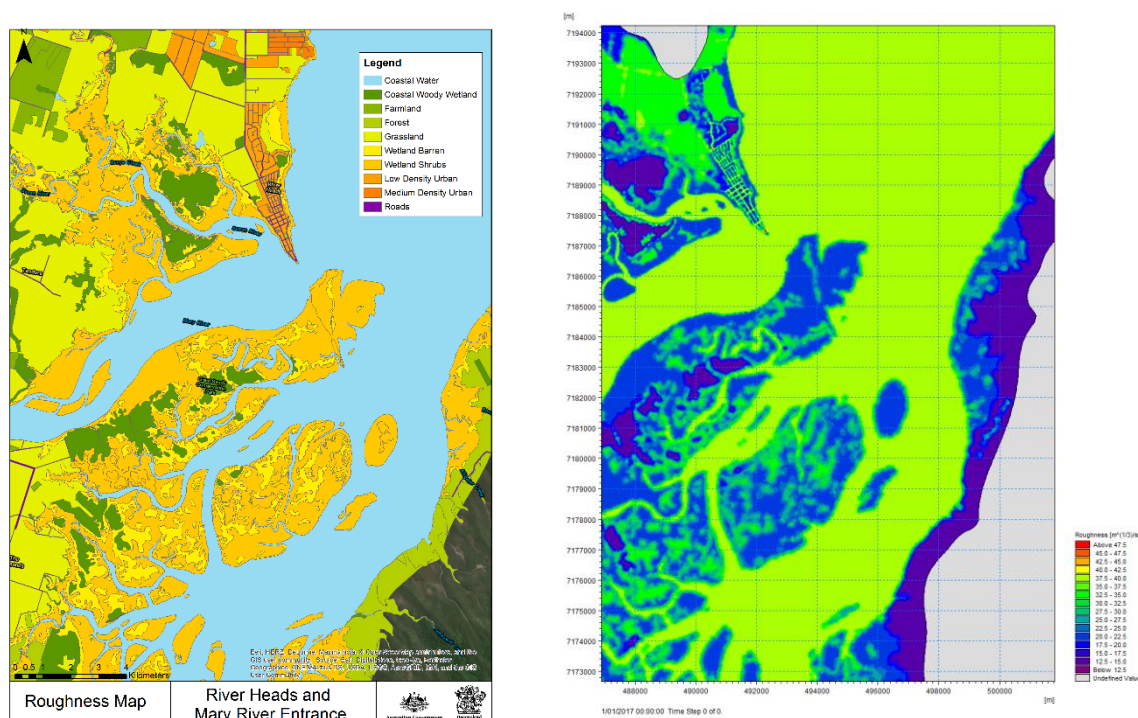 N
Legend
Coastal Water
Coastal Woody Wetland
Farmland
Forest
Grassland
Wetland Barren
Wetland Shrubs
Low Density Urban
Medium Density Urban
Roads
Mary River
0 0.5 1 2 3 4
Kilometers
Roughness Map
River Heads and
Mary River Entrance
[m]
7194000
7193000
7192000
7191000
7190000
7189000
7188000
7187000
7186000
7185000
7184000
7183000
7182000
7181000
7180000
7179000
7178000
7177000
7176000
7175000
7174000
7173000
488000 490000 492000 494000 496000 498000 500000
[m]
Roughness [m^(1/3)/s]
Above 47.5
45.0 - 47.5
42.5 - 45.0
40.0 - 42.5
37.5 - 40.0
35.0 - 37.5
32.5 - 35.0
30.0 - 32.5
27.5 - 30.0
25.0 - 27.5
22.5 - 25.0
20.0 - 22.5
17.5 - 20.0
15.0 - 17.5
12.5 - 15.0
Below 12.5
Undefined Value
1/01/2017 00:00:00 Time Step 0 of 0.